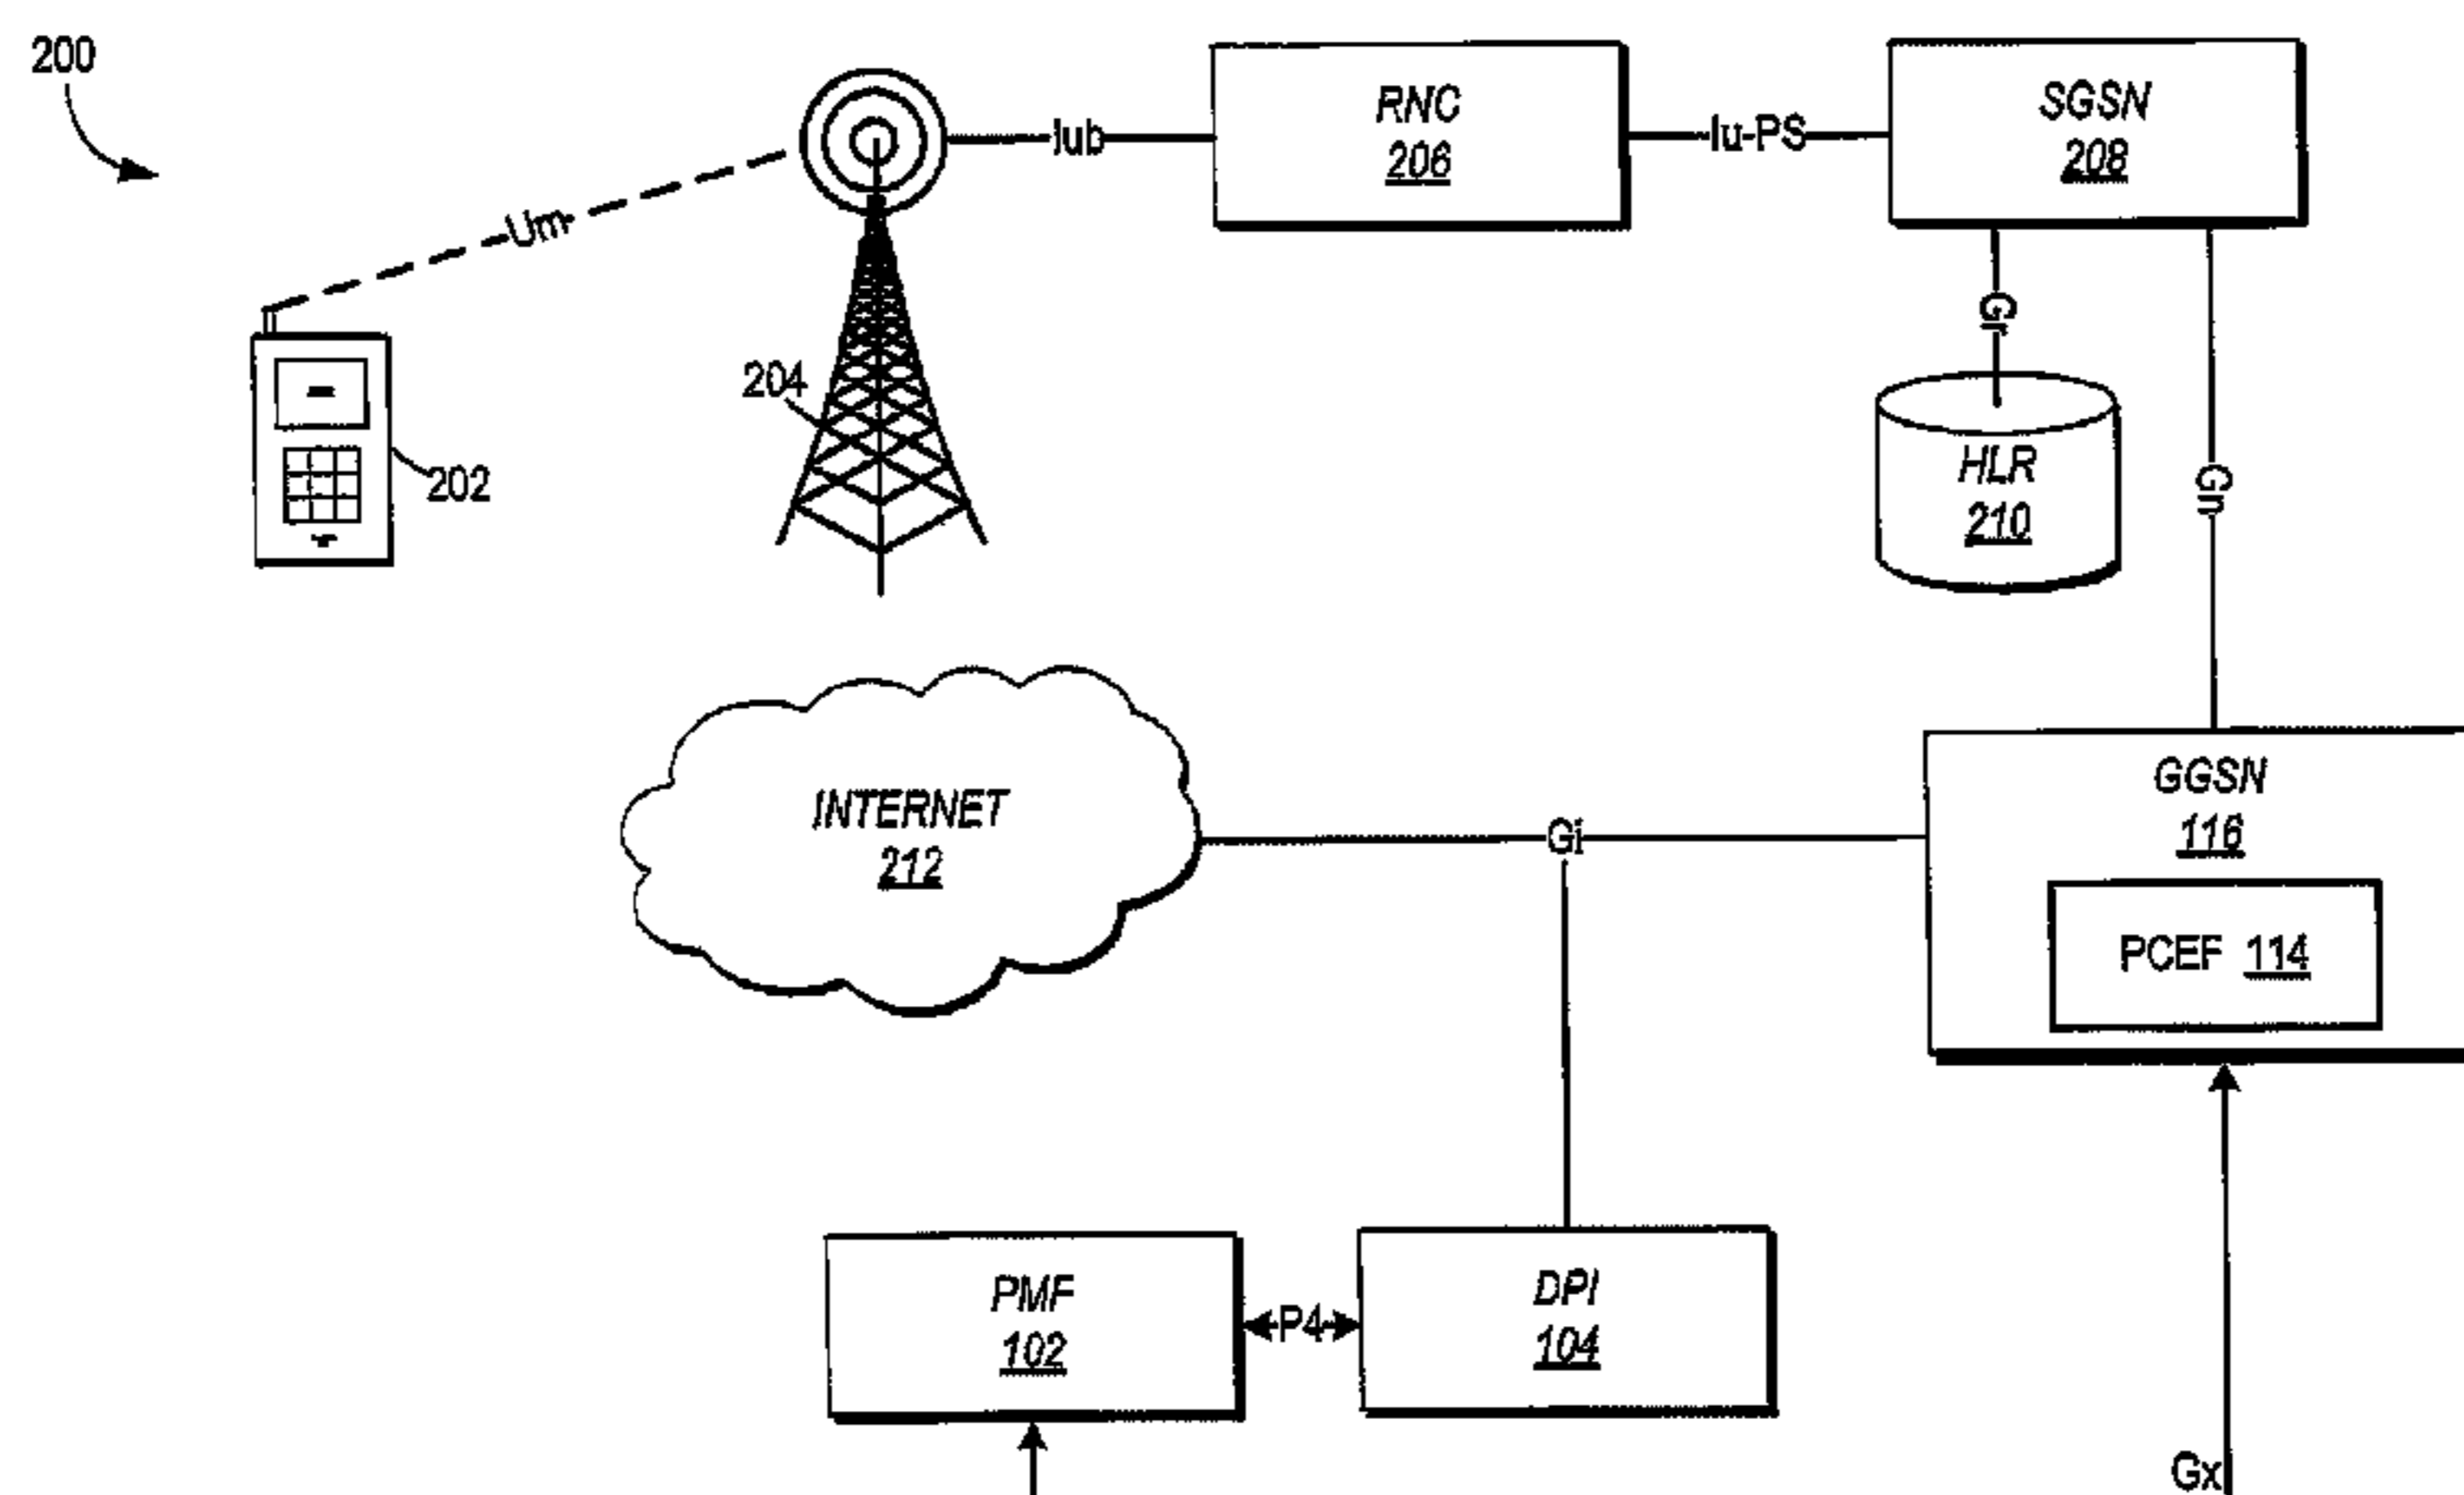 200
RNC
206
SGSN
208
Iub
Iu-PS
Um
Gr
204
202
HLR
210
Gn
INTERNET
212
Gi
GGSN
116
PCEF 114
PMF
102
P4
DPI
104
Gx